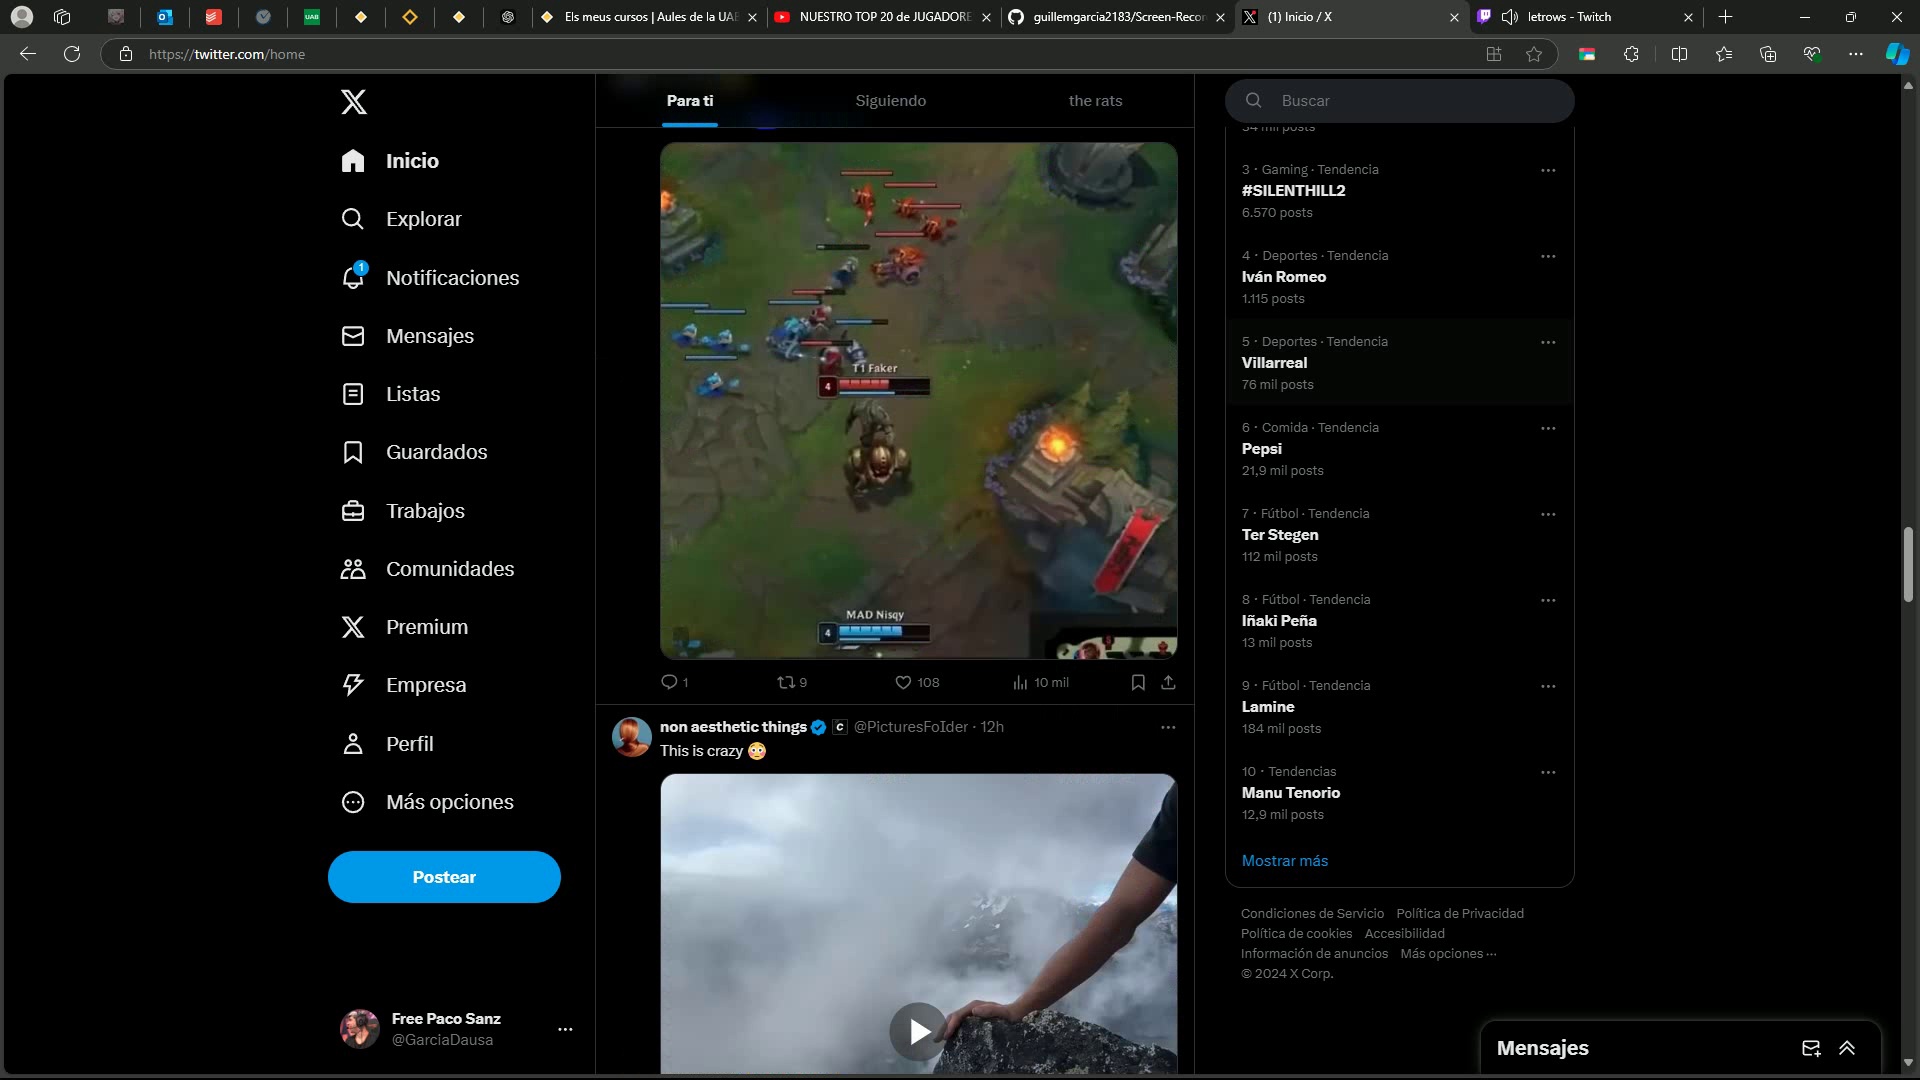 UAB
Els meus cursos | Aules de la UAB
NUESTRO TOP 20 de JUGADORE
guillemgarcia2183/Screen-Recor
(1) Inicio / X
letrows - Twitch
https://twitter.com/home
Inicio
Explorar
1
Notificaciones
Mensajes
Listas
Guardados
Trabajos
Comunidades
Premium
Empresa
Perfil
Más opciones
Postear
Free Paco Sanz
@GarciaDausa
Para ti
Siguiendo
the rats
T1 Faker
4
MAD Nisqy
4
1
9
108
10 mil
non aesthetic things @PicturesFoIder · 12h
This is crazy 😳
Buscar
34 mil posts
3 · Gaming · Tendencia
#SILENTHILL2
6.570 posts
4 · Deportes · Tendencia
Iván Romeo
1.115 posts
5 · Deportes · Tendencia
Villarreal
76 mil posts
6 · Comida · Tendencia
Pepsi
21,9 mil posts
7 · Fútbol · Tendencia
Ter Stegen
112 mil posts
8 · Fútbol · Tendencia
Iñaki Peña
13 mil posts
9 · Fútbol · Tendencia
Lamine
184 mil posts
10 · Tendencias
Manu Tenorio
12,9 mil posts
Mostrar más
Condiciones de Servicio Política de Privacidad
Política de cookies Accesibilidad
Información de anuncios Más opciones ···
© 2024 X Corp.
Mensajes